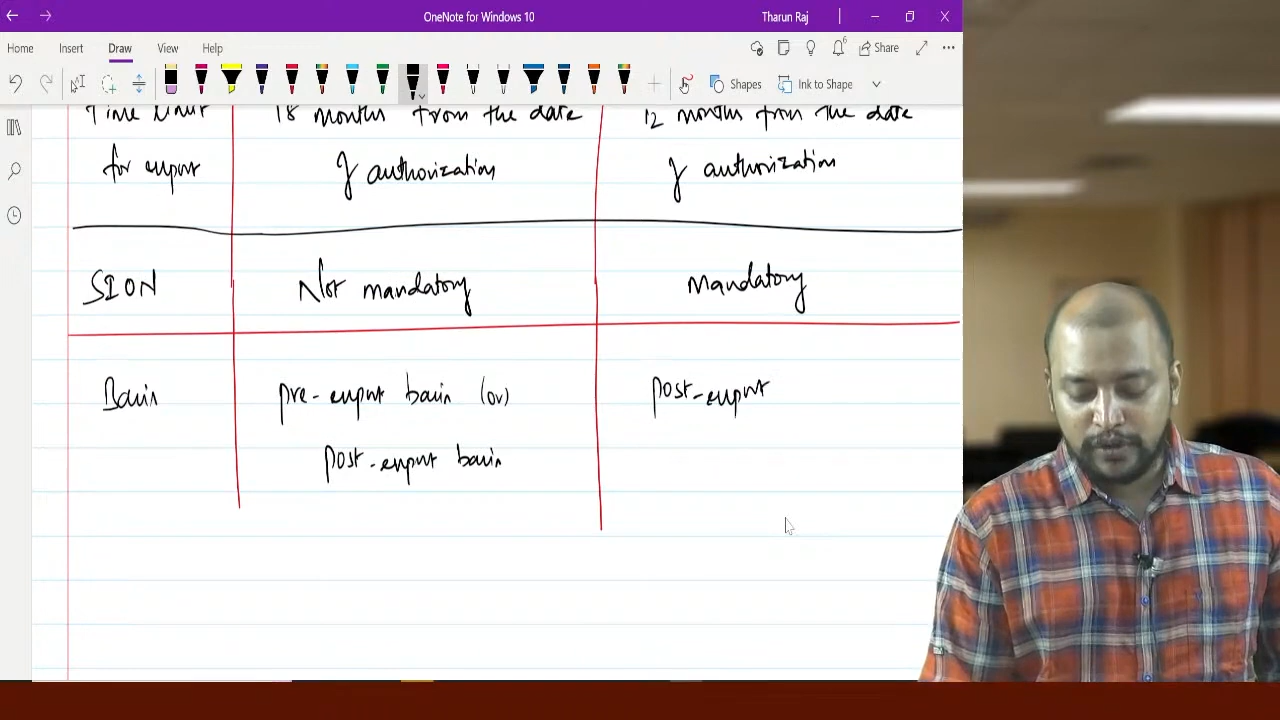 OneNote for Windows 10
Tharun Raj
Home Insert Draw View Help
6 Share
Shapes Ink to Shape
Time limit 18 months from the date 12 months from the date
for export of authorization of authorization
SION Not mandatory Mandatory
Basis pre-export basis (or) post-export
post-export basis